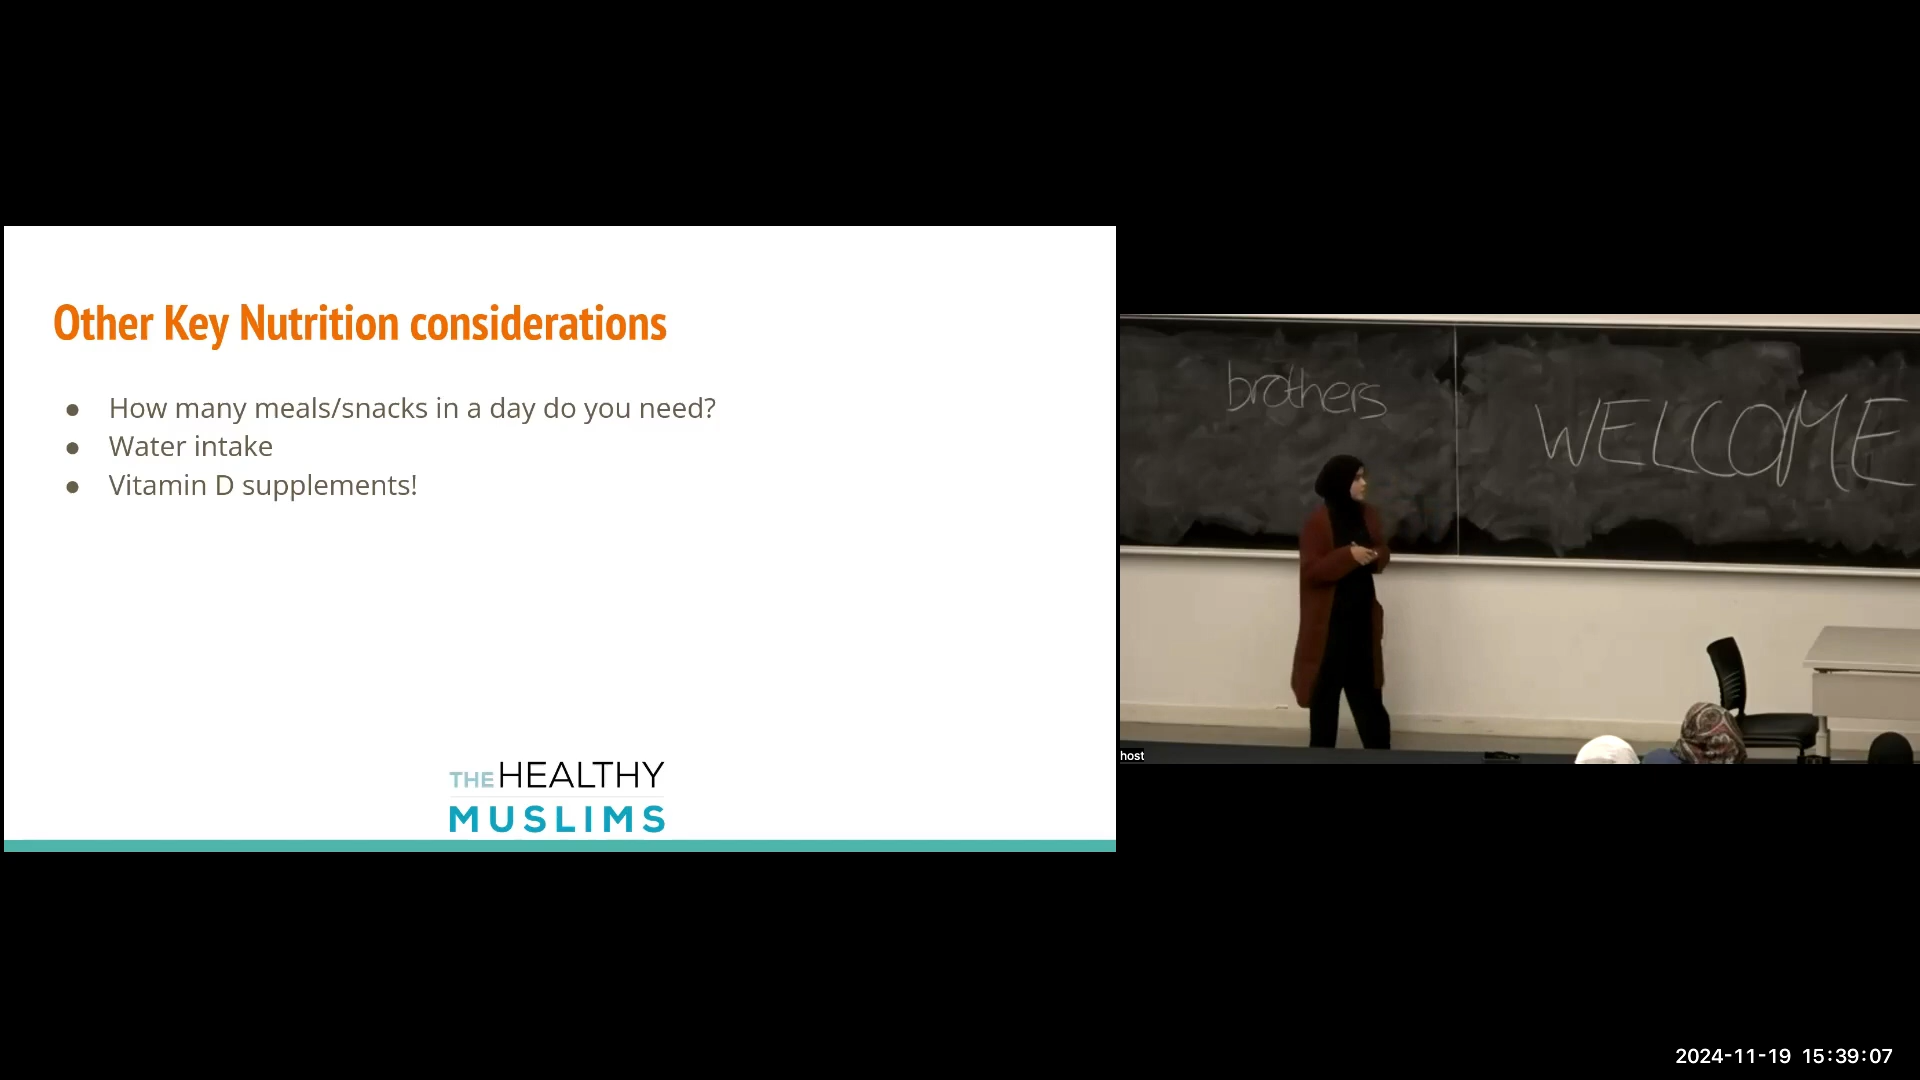 Other Key Nutrition considerations
● How many meals/snacks in a day do you need?
● Water intake
● Vitamin D supplements!
THE HEALTHY
MUSLIMS
brothers
WELCOME
host
2024-11-19 15:39:07